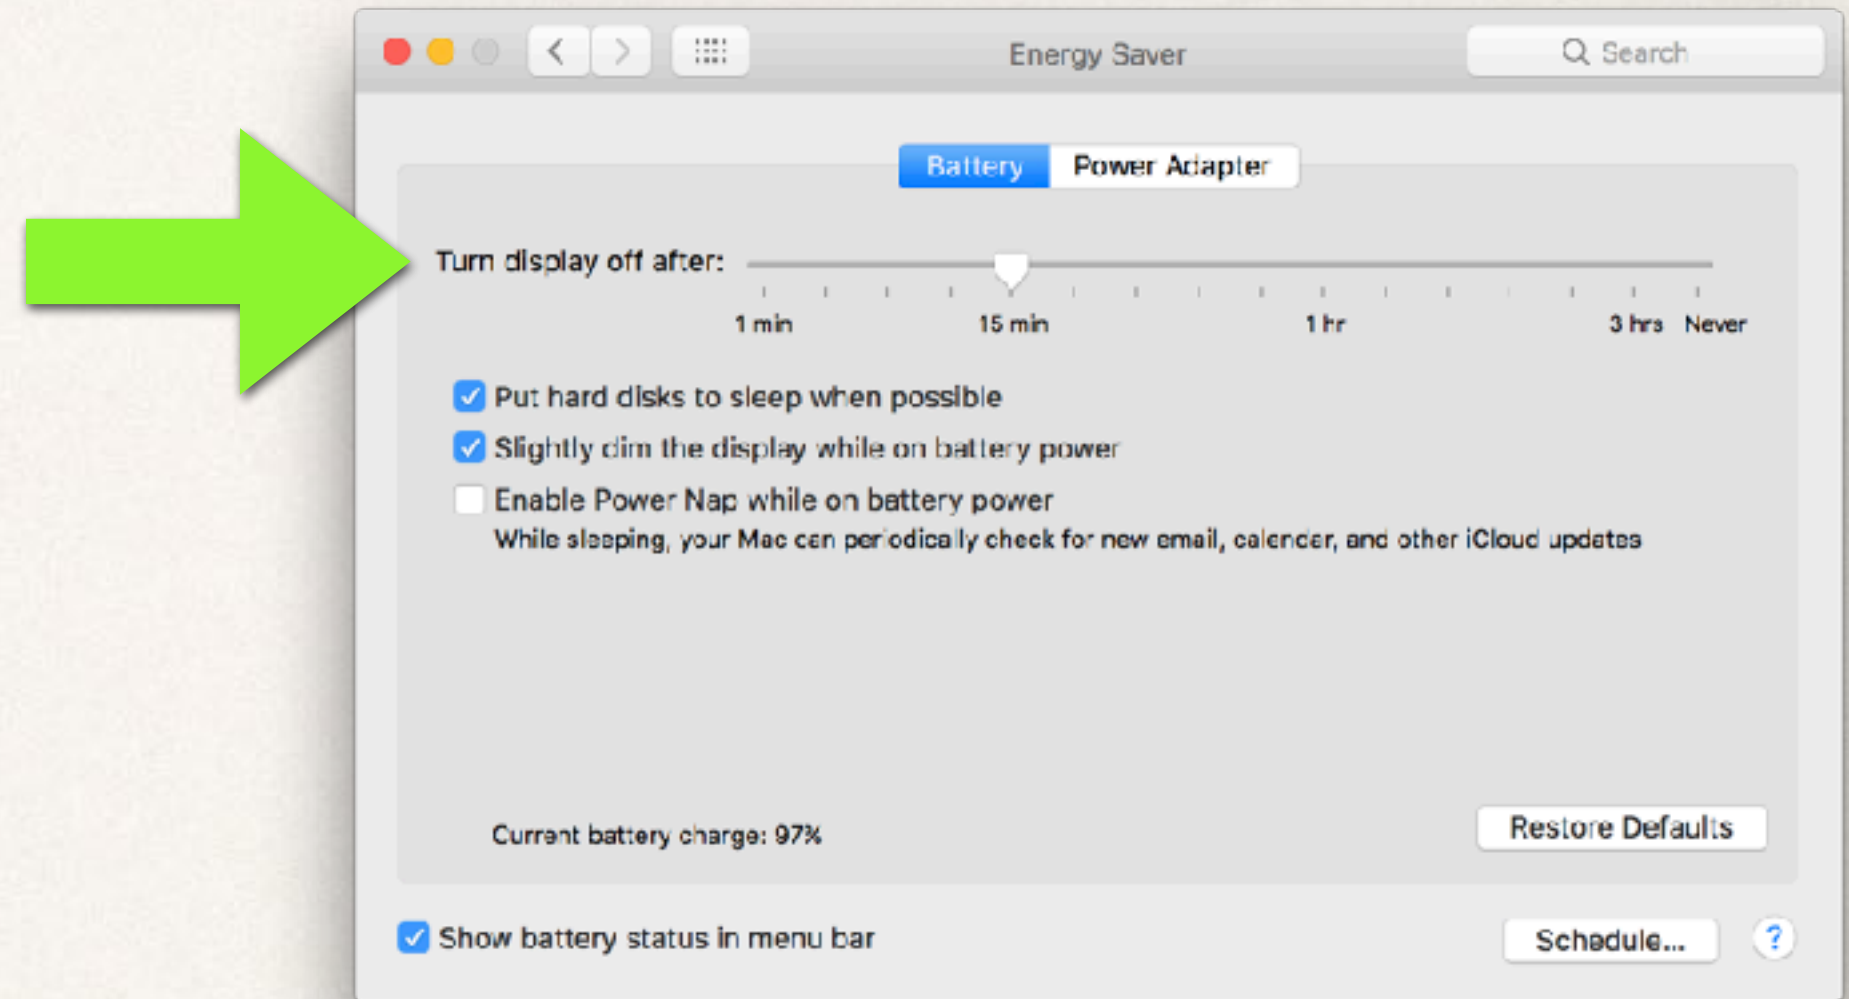 Energy Saver
Search
Battery Power Adapter
Turn display off after:
1 min 15 min 1 hr 3 hrs Never
Put hard disks to sleep when possible
Slightly dim the display while on battery power
Enable Power Nap while on battery power
While sleeping, your Mac can periodically check for new email, calendar, and other iCloud updates
Current battery charge: 97%
Restore Defaults
Show battery status in menu bar
Schedule...
?